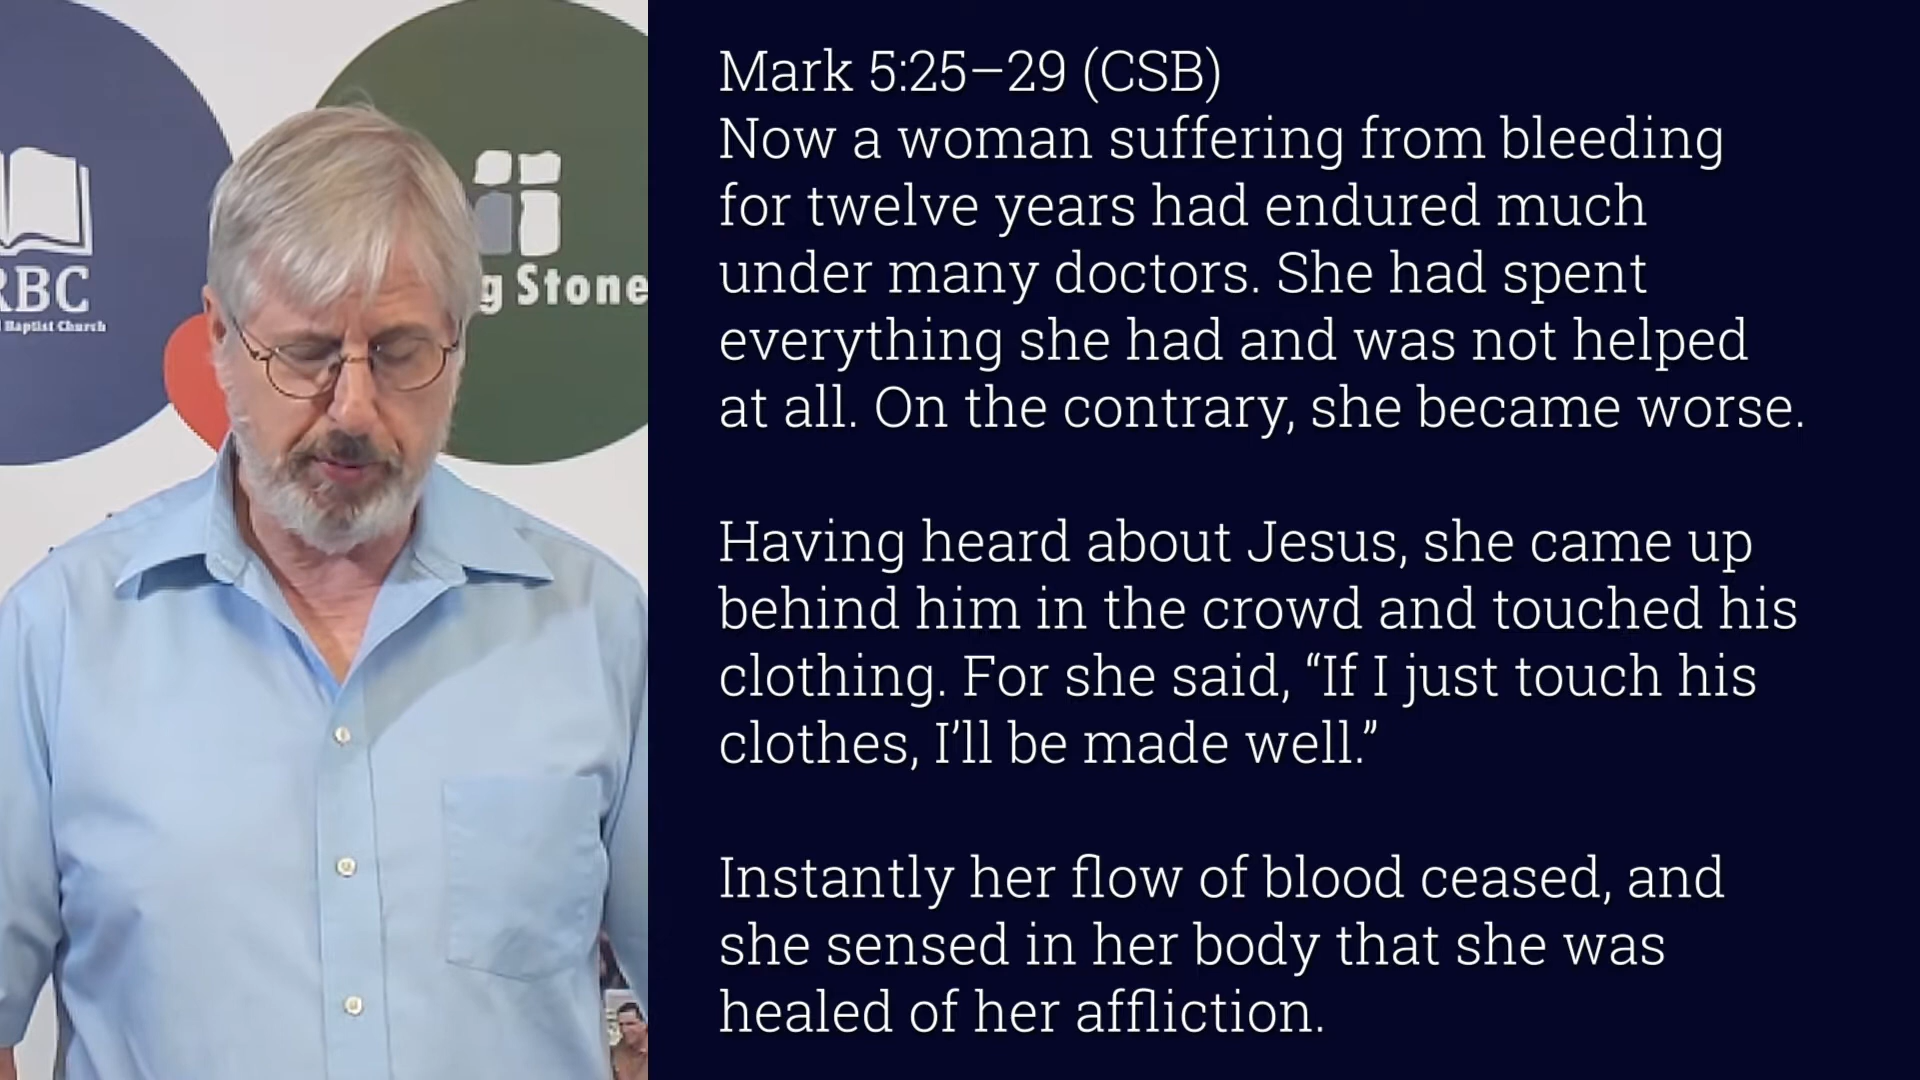 RBC
Baptist Church
g Stone
Mark 5:25–29 (CSB)
Now a woman suffering from bleeding
for twelve years had endured much
under many doctors. She had spent
everything she had and was not helped
at all. On the contrary, she became worse.
Having heard about Jesus, she came up
behind him in the crowd and touched his
clothing. For she said, “If I just touch his
clothes, I’ll be made well.”
Instantly her flow of blood ceased, and
she sensed in her body that she was
healed of her affliction.